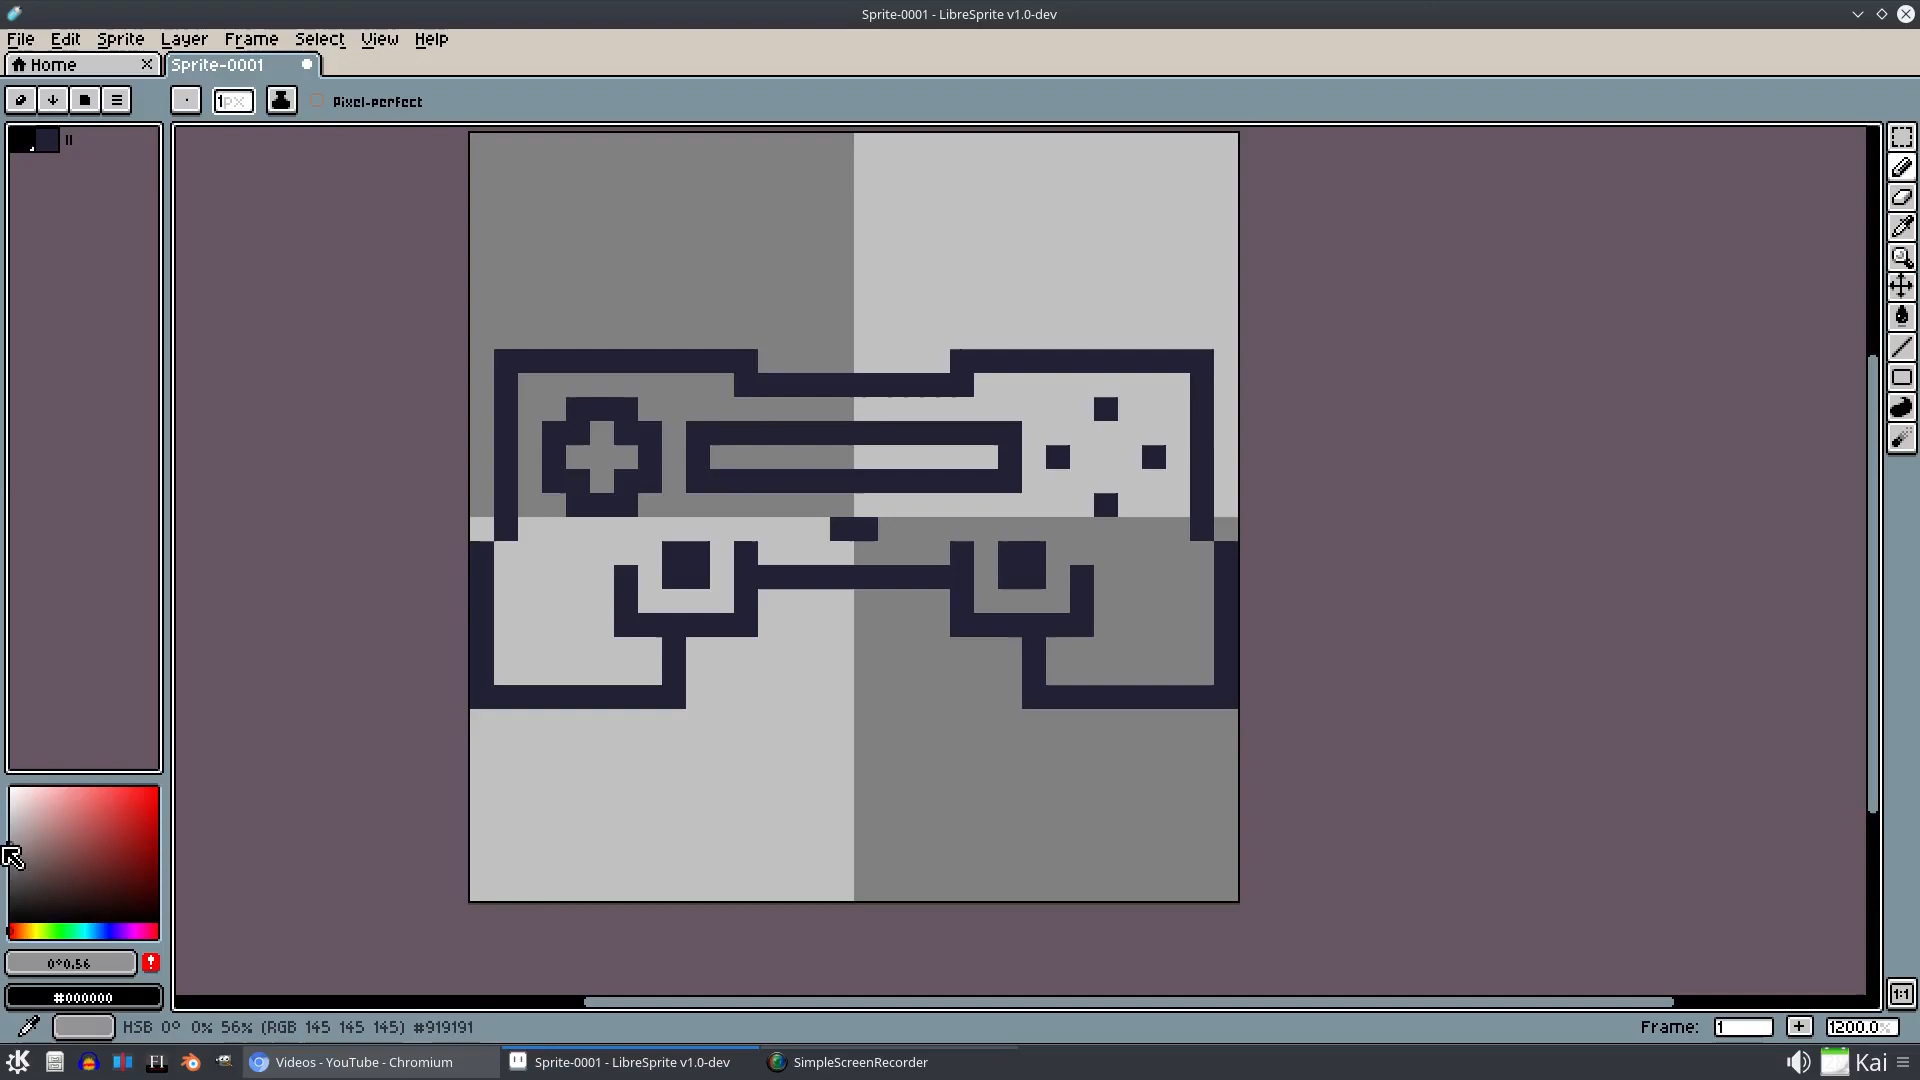 Sprite-0001 - LibreSprite v1.0-dev
File Edit Sprite Layer Frame Select View Help
Home Sprite-0001
1px Pixel-perfect
0°0,56
#000000
HSB 0° 0% 56% (RGB 145 145 145) #919191 Frame: 1 1200.0%
1:1
Videos - YouTube - Chromium Sprite-0001 - LibreSprite v1.0-dev SimpleScreenRecorder Kai